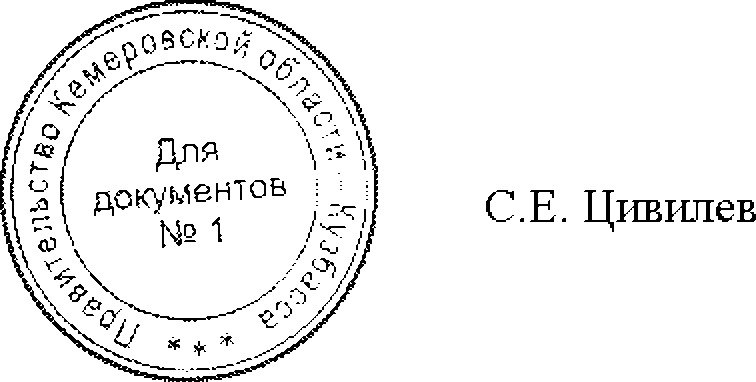 Правительство Кемеровской области - Кузбасса
Для
документов
№ 1
* * *
С.Е. Цивилев